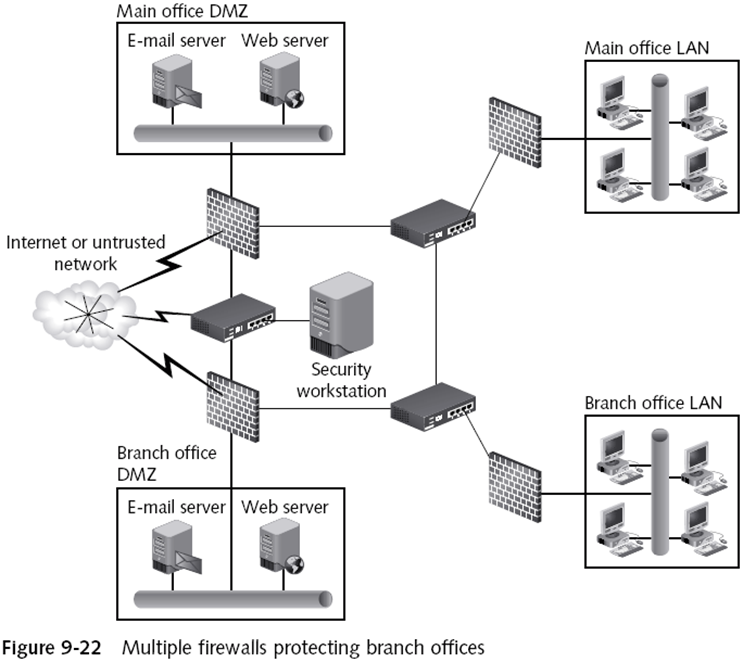 Main office DMZ
E-mail server Web server
Main office LAN
Internet or untrusted
network
Security
workstation
Branch office
DMZ
E-mail server Web server
Branch office LAN
Figure 9-22 Multiple firewalls protecting branch offices